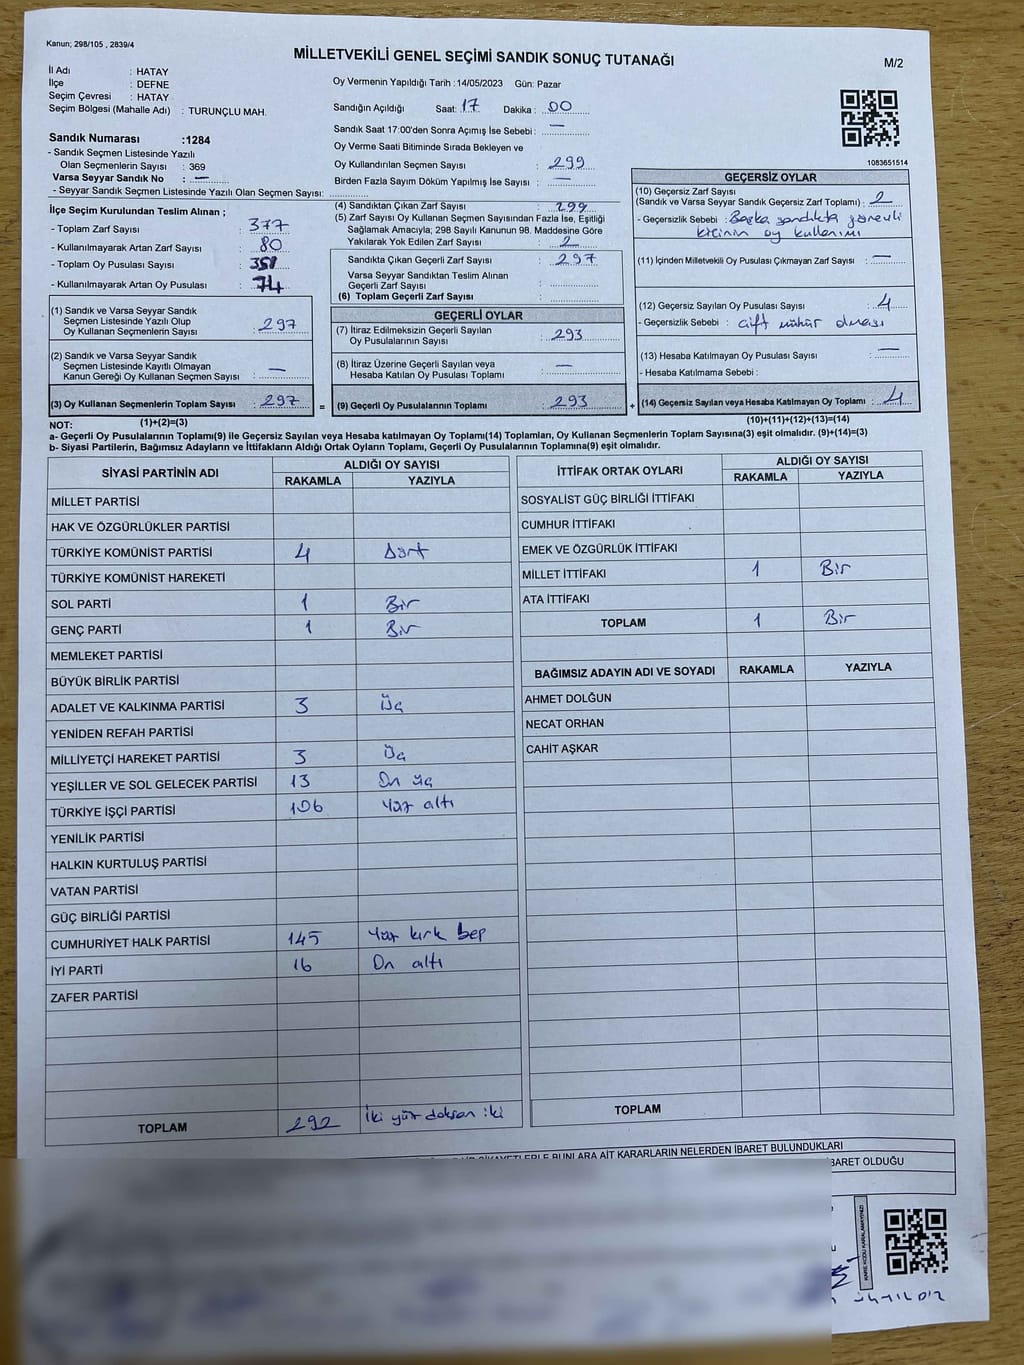 Kanun; 298/105 , 2839/4
MİLLETVEKİLİ GENEL SEÇİMİ SANDIK SONUÇ TUTANAĞI
M/2
İl Adı : HATAY
İlçe : DEFNE
Seçim Çevresi : HATAY
Seçim Bölgesi (Mahalle Adı) : TURUNÇLU MAH.
Sandık Numarası :1284
- Sandık Seçmen Listesinde Yazılı
Olan Seçmenlerin Sayısı : 369
Varsa Seyyar Sandık No : —
- Seyyar Sandık Seçmen Listesinde Yazılı Olan Seçmen Sayısı:
Oy Vermenin Yapıldığı Tarih :14/05/2023 Gün: Pazar
Sandığın Açıldığı Saat: 17 Dakika : 00
Sandık Saat 17:00'den Sonra Açımış İse Sebebi : —
Oy Verme Saati Bitiminde Sırada Bekleyen ve
Oy Kullandırılan Seçmen Sayısı : 299
Birden Fazla Sayım Döküm Yapılmış İse Sayısı : —
1083651514
İlçe Seçim Kurulundan Teslim Alınan ;
- Toplam Zarf Sayısı : 377
- Kullanılmayarak Artan Zarf Sayısı : 80
- Toplam Oy Pusulası Sayısı :
- Kullanılmayarak Artan Oy Pusulası : 74
(4) Sandıktan Çıkan Zarf Sayısı : 299
(5) Zarf Sayısı Oy Kullanan Seçmen Sayısından Fazla İse, Eşitliği
Sağlamak Amacıyla; 298 Sayılı Kanunun 98. Maddesine Göre
Yakılarak Yok Edilen Zarf Sayısı : 2
Sandıkta Çıkan Geçerli Zarf Sayısı : 297
Varsa Seyyar Sandıktan Teslim Alınan
Geçerli Zarf Sayısı :
(6) Toplam Geçerli Zarf Sayısı :
GEÇERSİZ OYLAR
(10) Geçersiz Zarf Sayısı
(Sandık ve Varsa Seyyar Sandık Geçersiz Zarf Toplamı) : 2
- Geçersizlik Sebebi : Başka sandıkta görevli
kişinin oy kullanımı
(11) İçinden Milletvekili Oy Pusulası Çıkmayan Zarf Sayısı : —
(12) Geçersiz Sayılan Oy Pusulası Sayısı : 4
- Geçersizlik Sebebi : çift mühür olması
(13) Hesaba Katılmayan Oy Pusulası Sayısı : —
- Hesaba Katılmama Sebebi :
(14) Geçersiz Sayılan veya Hesaba Katılmayan Oy Toplamı : 4
(10)+(11)+(12)+(13)=(14)
(1) Sandık ve Varsa Seyyar Sandık
Seçmen Listesinde Yazılı Olup
Oy Kullanan Seçmenlerin Sayısı : 297
(2) Sandık ve Varsa Seyyar Sandık
Seçmen Listesinde Kayıtlı Olmayan
Kanun Gereği Oy Kullanan Seçmen Sayısı : —
(3) Oy Kullanan Seçmenlerin Toplam Sayısı : 297 =
(1)+(2)=(3)
GEÇERLİ OYLAR
(7) İtiraz Edilmeksizin Geçerli Sayılan
Oy Pusulalarının Sayısı : 293
(8) İtiraz Üzerine Geçerli Sayılan veya
Hesaba Katılan Oy Pusulası Toplamı : —
(9) Geçerli Oy Pusulalarının Toplamı : 293 +
NOT:
a- Geçerli Oy Pusulalarının Toplamı(9) ile Geçersiz Sayılan veya Hesaba katılmayan Oy Toplamı(14) Toplamları, Oy Kullanan Seçmenlerin Toplam Sayısına(3) eşit olmalıdır. (9)+(14)=(3)
b- Siyasi Partilerin, Bağımsız Adayların ve İttifakların Aldığı Ortak Oyların Toplamı, Geçerli Oy Pusulalarının Toplamına(9) eşit olmalıdır.
SİYASİ PARTİNİN ADI ALDIĞI OY SAYISI
RAKAMLA YAZIYLA
MİLLET PARTİSİ
HAK VE ÖZGÜRLÜKLER PARTİSİ
TÜRKİYE KOMÜNİST PARTİSİ 4 Dört
TÜRKİYE KOMÜNİST HAREKETİ
SOL PARTİ 1 Bir
GENÇ PARTİ 1 Bir
MEMLEKET PARTİSİ
BÜYÜK BİRLİK PARTİSİ
ADALET VE KALKINMA PARTİSİ 3 Üç
YENİDEN REFAH PARTİSİ
MİLLİYETÇİ HAREKET PARTİSİ 3 Üç
YEŞİLLER VE SOL GELECEK PARTİSİ 13 On üç
TÜRKİYE İŞÇİ PARTİSİ 106 Yüz altı
YENİLİK PARTİSİ
HALKIN KURTULUŞ PARTİSİ
VATAN PARTİSİ
GÜÇ BİRLİĞİ PARTİSİ
CUMHURİYET HALK PARTİSİ 145 Yüz kırk beş
İYİ PARTİ 16 On altı
ZAFER PARTİSİ
TOPLAM 292 İki yüz doksan iki
İTTİFAK ORTAK OYLARI ALDIĞI OY SAYISI
RAKAMLA YAZIYLA
SOSYALİST GÜÇ BİRLİĞİ İTTİFAKI
CUMHUR İTTİFAKI
EMEK VE ÖZGÜRLÜK İTTİFAKI
MİLLET İTTİFAKI 1 Bir
ATA İTTİFAKI
TOPLAM 1 Bir
BAĞIMSIZ ADAYIN ADI VE SOYADI RAKAMLA YAZIYLA
AHMET DOLĞUN
NECAT ORHAN
CAHİT AŞKAR
TOPLAM
BUNLARA AİT KARARLARIN NELERDEN İBARET BULUNDUKLARI
İBARET OLDUĞU
KARE KODU KARALAMAYINIZ!